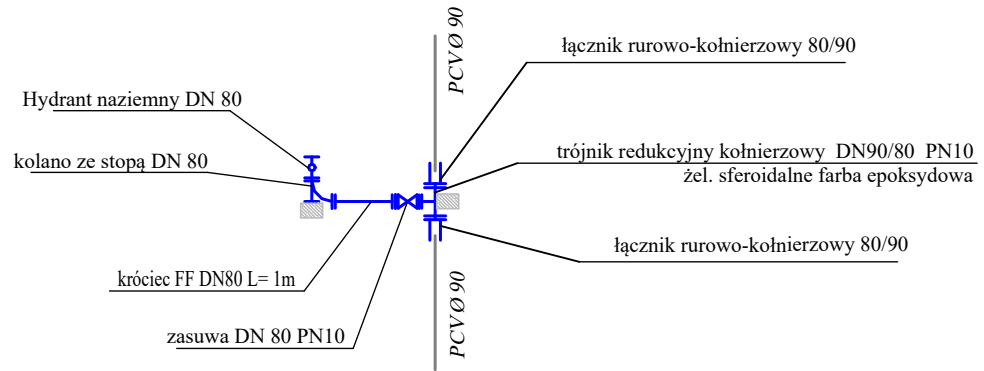 PCV Ø 90
łącznik rurowo-kołnierzowy 80/90
Hydrant naziemny DN 80
kolano ze stopą DN 80
trójnik redukcyjny kołnierzowy DN90/80 PN10
żel. sferoidalne farba epoksydowa
łącznik rurowo-kołnierzowy 80/90
króciec FF DN80 L= 1m
PCV Ø 90
zasuwa DN 80 PN10